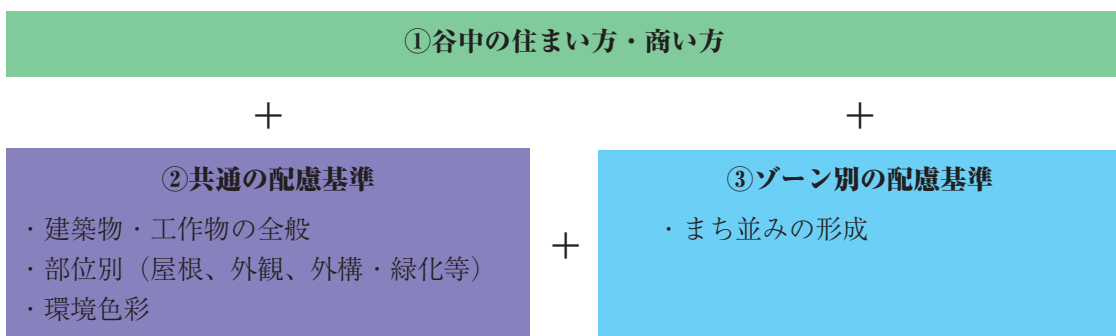 ①谷中の住まい方・商い方
＋
＋
②共通の配慮基準
・建築物・工作物の全般
・部位別（屋根、外観、外構・緑化等）
・環境色彩
＋
③ゾーン別の配慮基準
・まち並みの形成